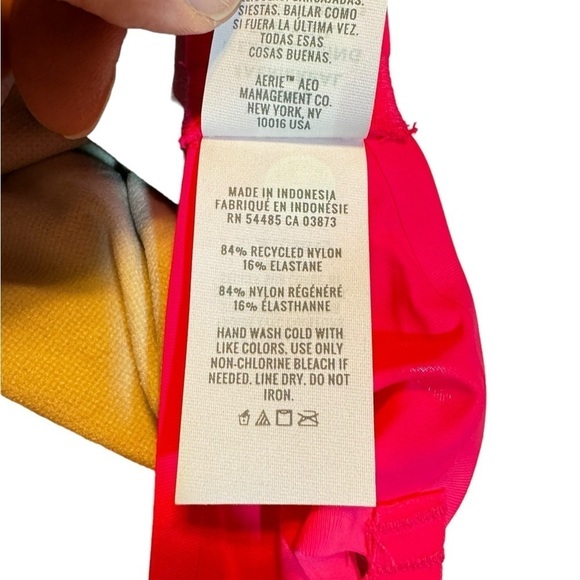 SIESTAS. BAILAR COMO
SI FUERA LA ÚLTIMA VEZ.
TODAS ESAS
COSAS BUENAS.
AERIE™ AEO
MANAGEMENT CO.
NEW YORK, NY
10016 USA
MADE IN INDONESIA
FABRIQUÉ EN INDONÉSIE
RN 54485 CA 03873
84% RECYCLED NYLON
16% ELASTANE
84% NYLON RÉGÉNÉRÉ
16% ÉLASTHANNE
HAND WASH COLD WITH
LIKE COLORS. USE ONLY
NON-CHLORINE BLEACH IF
NEEDED. LINE DRY. DO NOT
IRON.